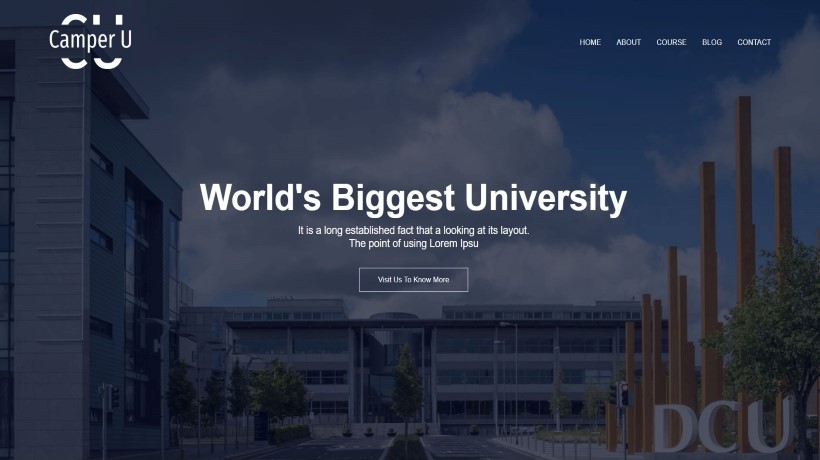 CU
Camper U
HOME ABOUT COURSE BLOG CONTACT
World's Biggest University
It is a long established fact that a looking at its layout.
The point of using Lorem Ipsu
Visit Us To Know More
DCU